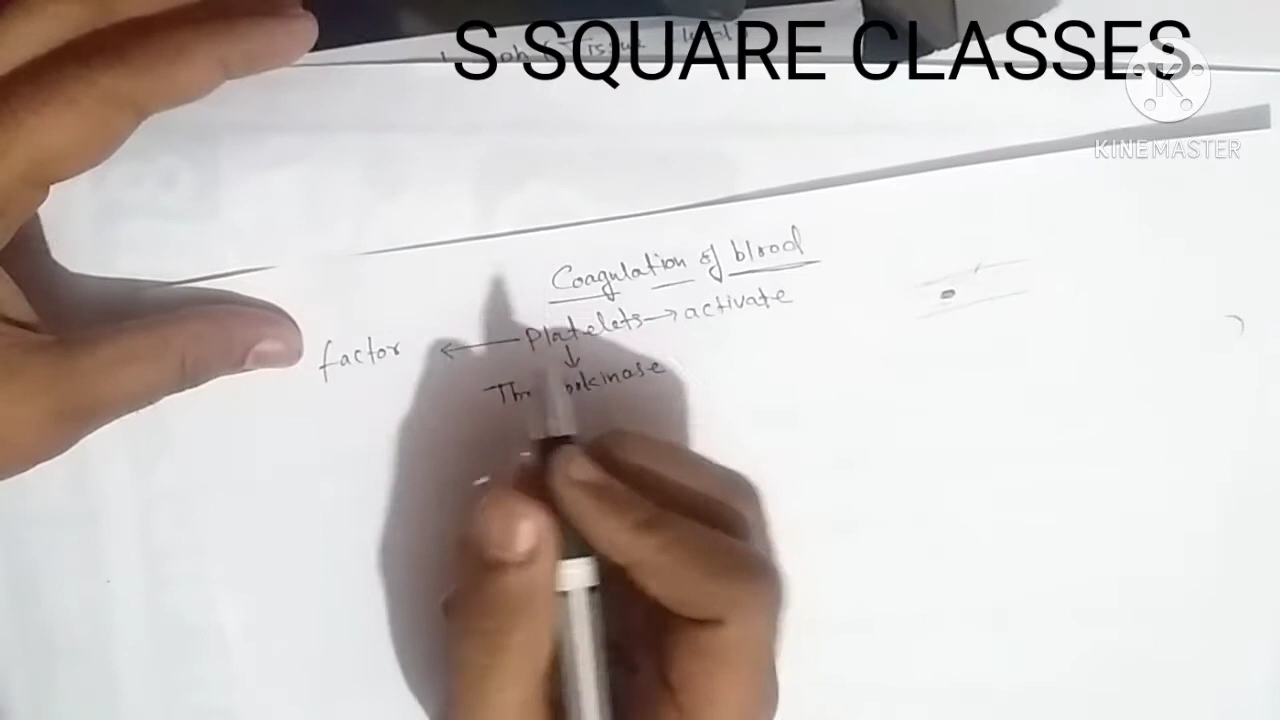 S SQUARE CLASSES
KINEMASTER
Coagulation of blood
Platelets → activate
factor ←
↓